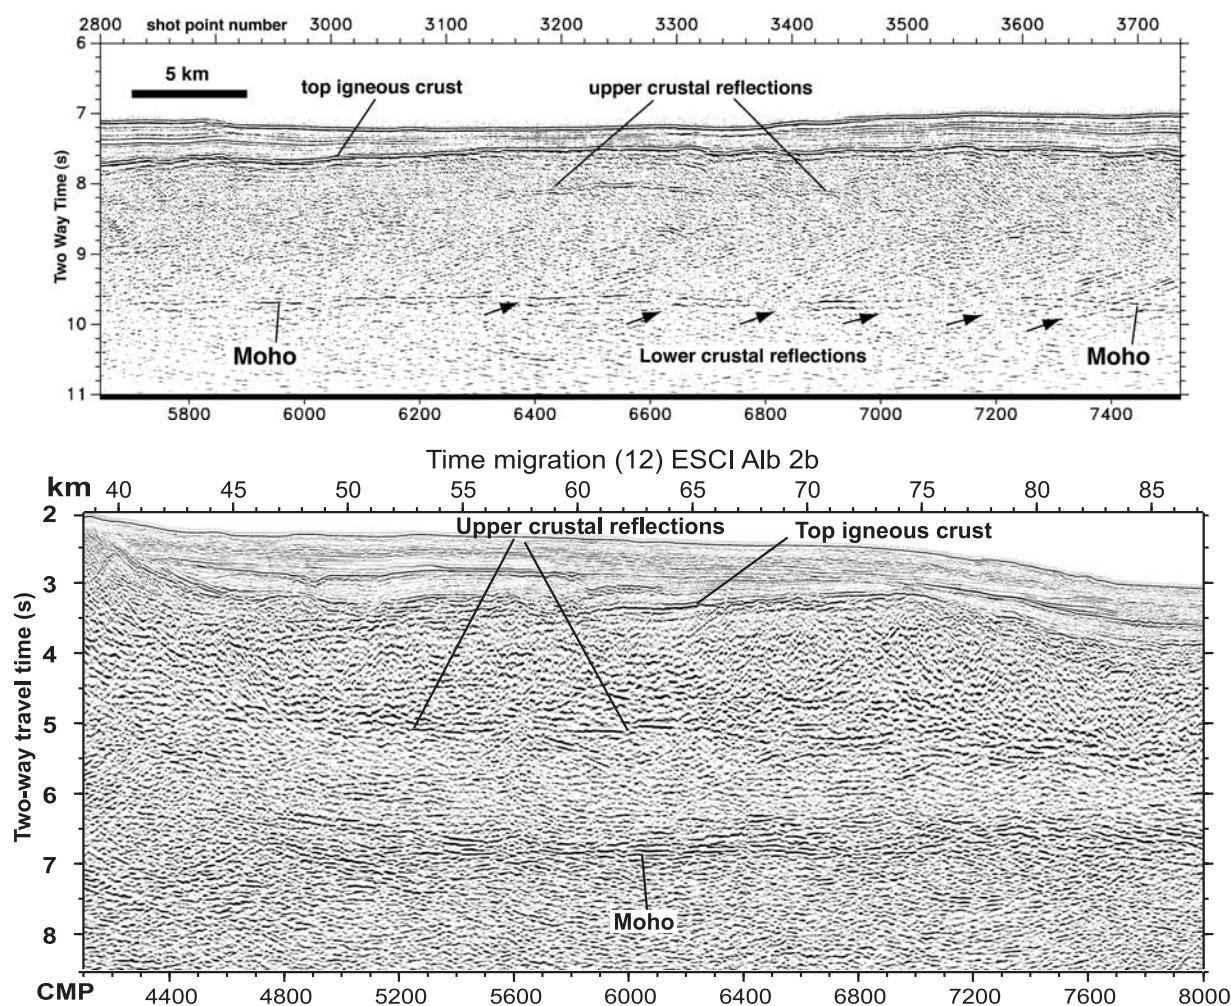 2800 shot point number 3000 3100 3200 3300 3400 3500 3600 3700
6
5 km
top igneous crust
upper crustal reflections
7
8
Two Way Time (s)
9
10
Moho
Lower crustal reflections
Moho
11
5800 6000 6200 6400 6600 6800 7000 7200 7400
Time migration (12) ESCI Alb 2b
km 40 45 50 55 60 65 70 75 80 85
2
Upper crustal reflections
Top igneous crust
3
4
5
Two-way travel time (s)
6
7
Moho
8
CMP 4400 4800 5200 5600 6000 6400 6800 7200 7600 8000